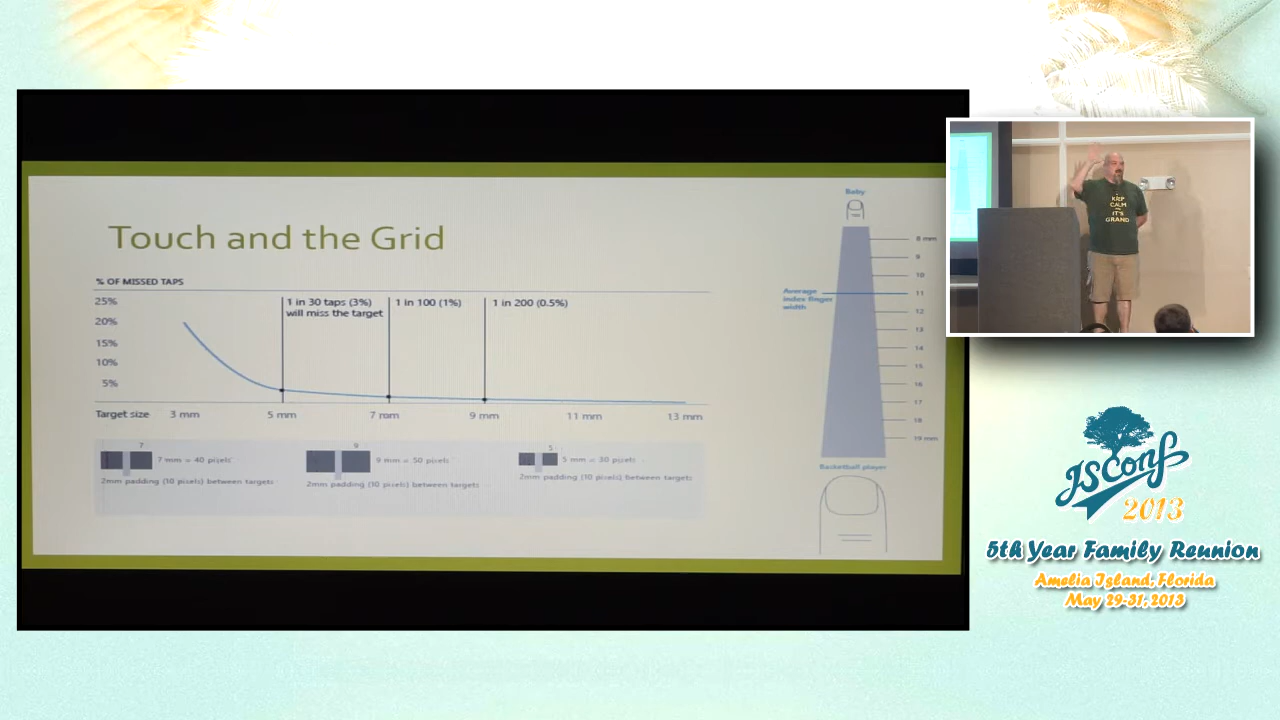 Touch and the Grid
% OF MISSED TAPS
25%
20%
15%
10%
5%
1 in 30 taps (3%)
will miss the target
1 in 100 (1%)
1 in 200 (0.5%)
Target size
3 mm
5 mm
7 mm
9 mm
11 mm
13 mm
7
7 mm = 40 pixels
2mm padding (10 pixels) between targets
9
9 mm = 50 pixels
2mm padding (10 pixels) between targets
5
5 mm = 30 pixels
2mm padding (10 pixels) between targets
Baby
8 mm
9
10
Average
index finger
width
11
12
13
14
15
16
17
18
19 mm
Basketball player
KEEP
CALM
IT'S
GRAND
JSConf
2013
5th Year Family Reunion
Amelia Island, Florida
May 29-31, 2013